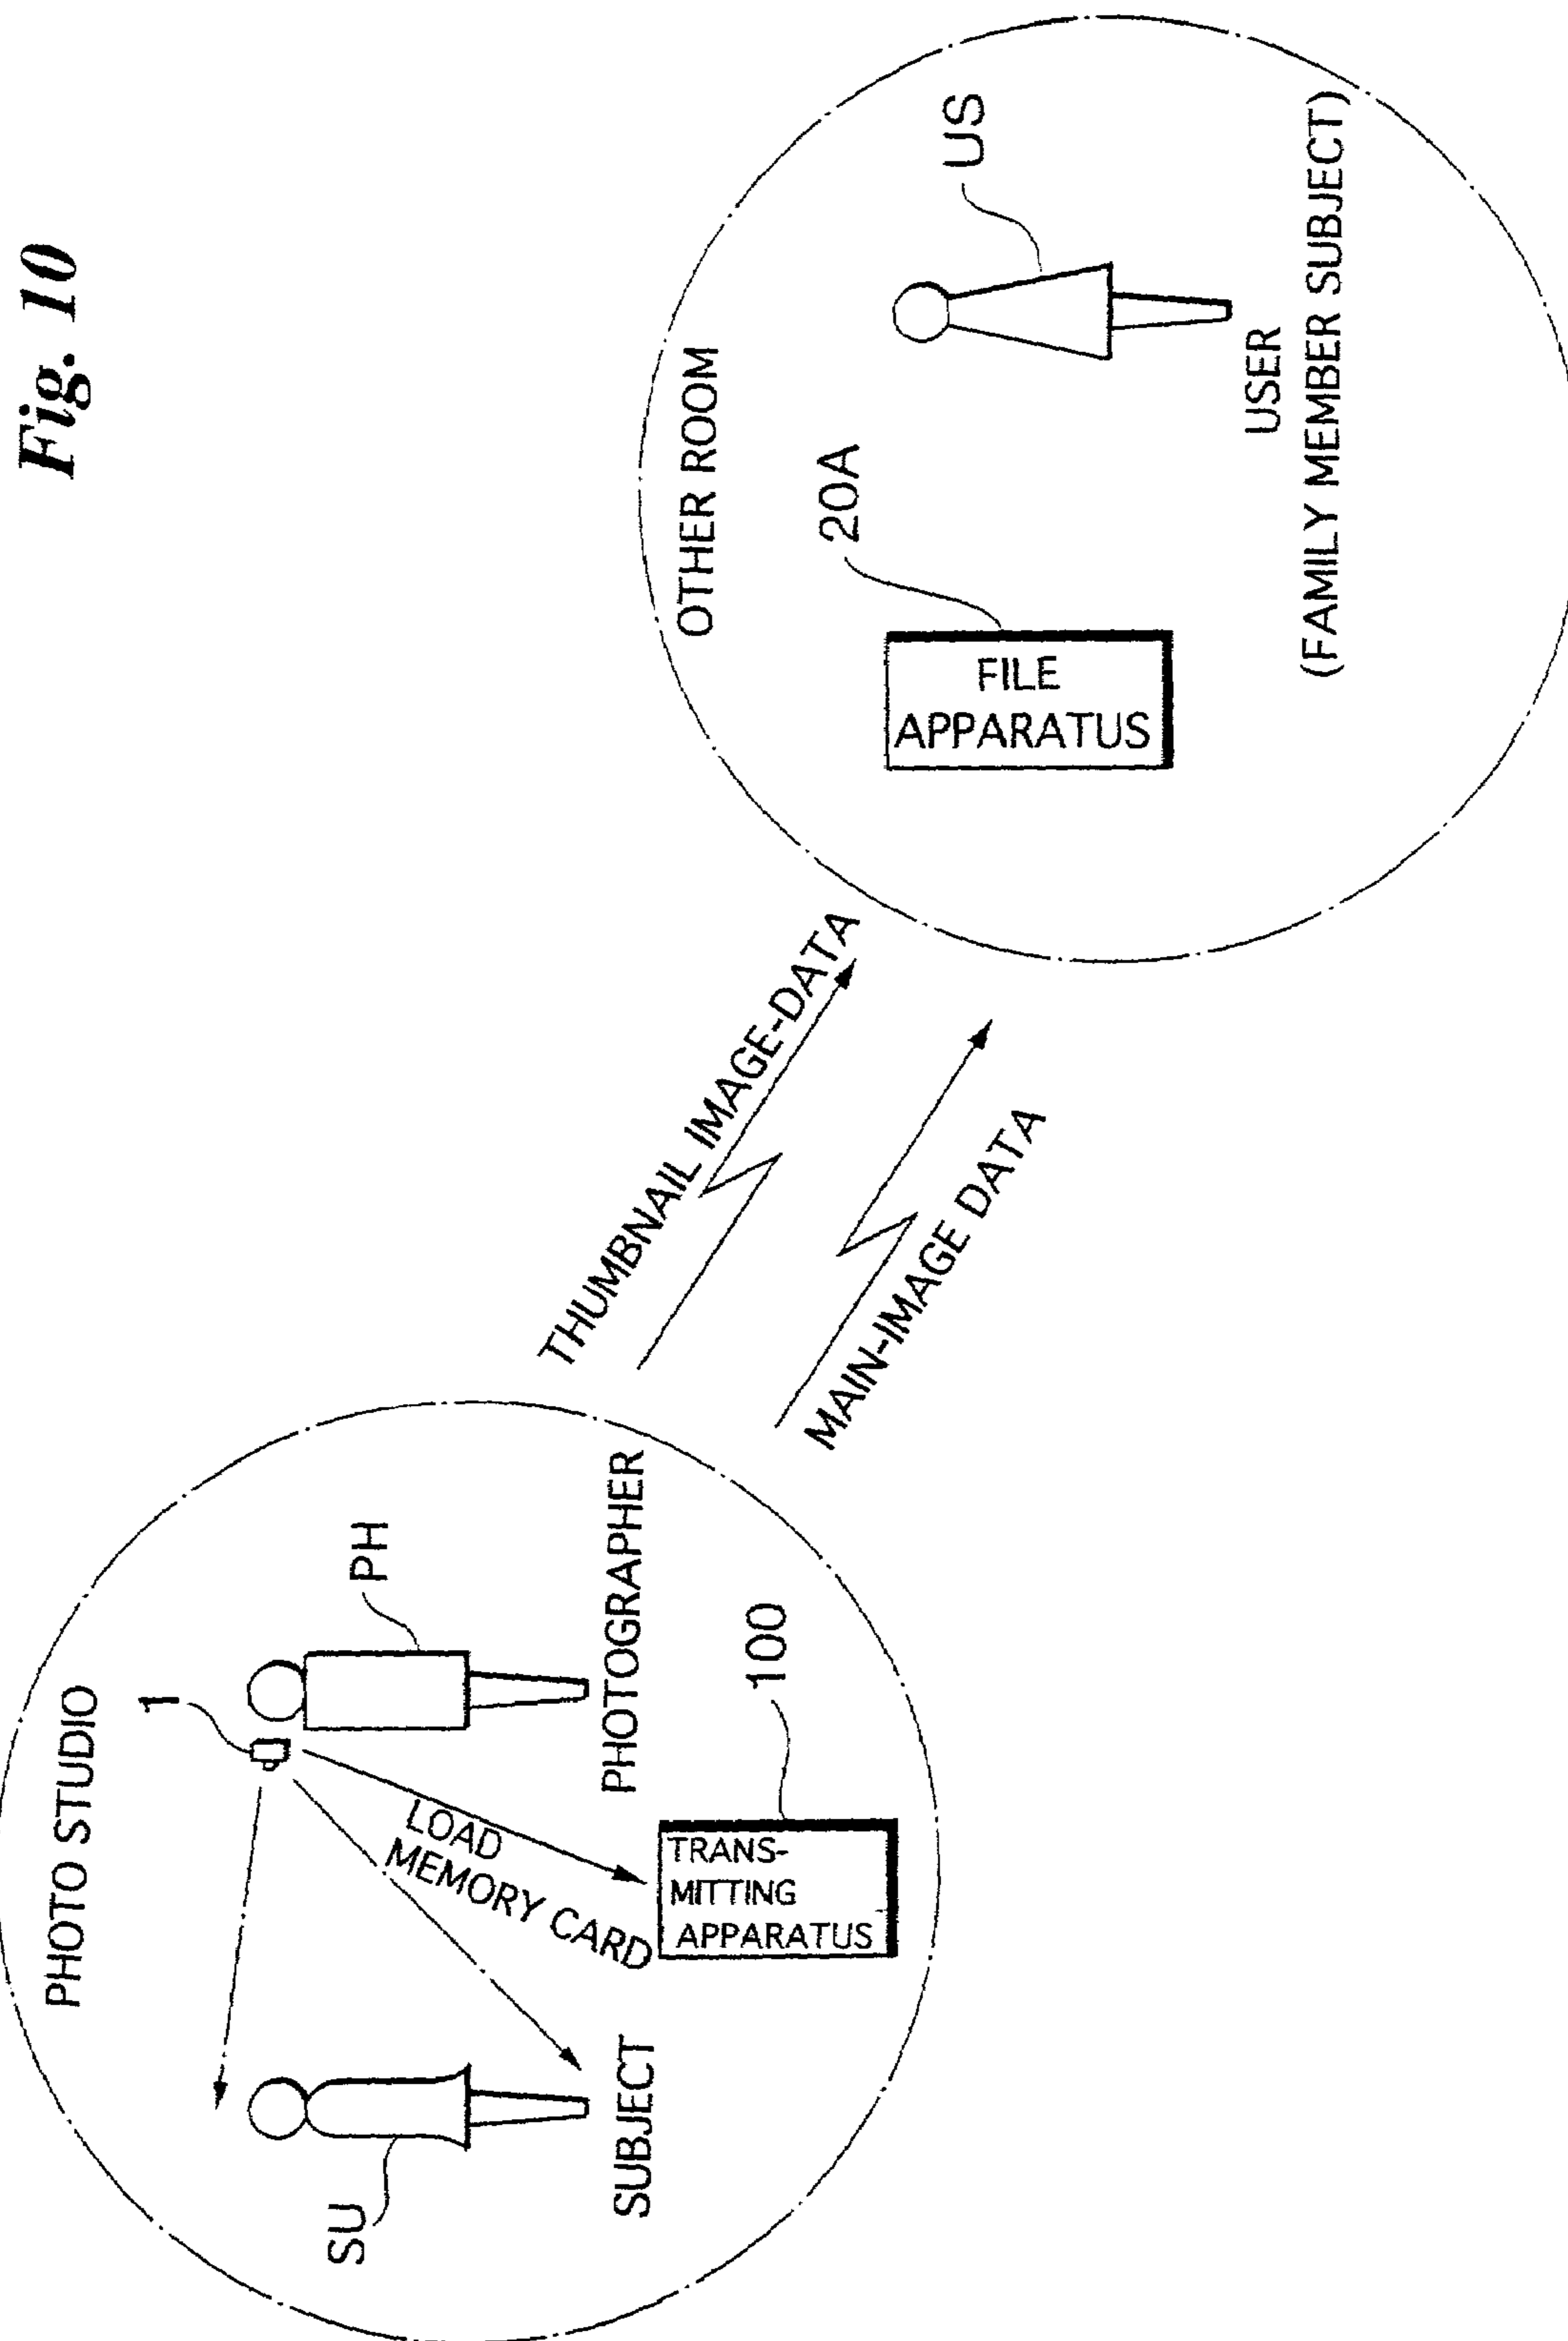 Fig. 10
PHOTO STUDIO
1
PH
SU
LOAD
MEMORY CARD
SUBJECT
PHOTOGRAPHER
TRANS-
MITTING
APPARATUS
100
THUMBNAIL IMAGE-DATA
MAIN-IMAGE DATA
OTHER ROOM
20A
US
FILE
APPARATUS
USER
(FAMILY MEMBER SUBJECT)